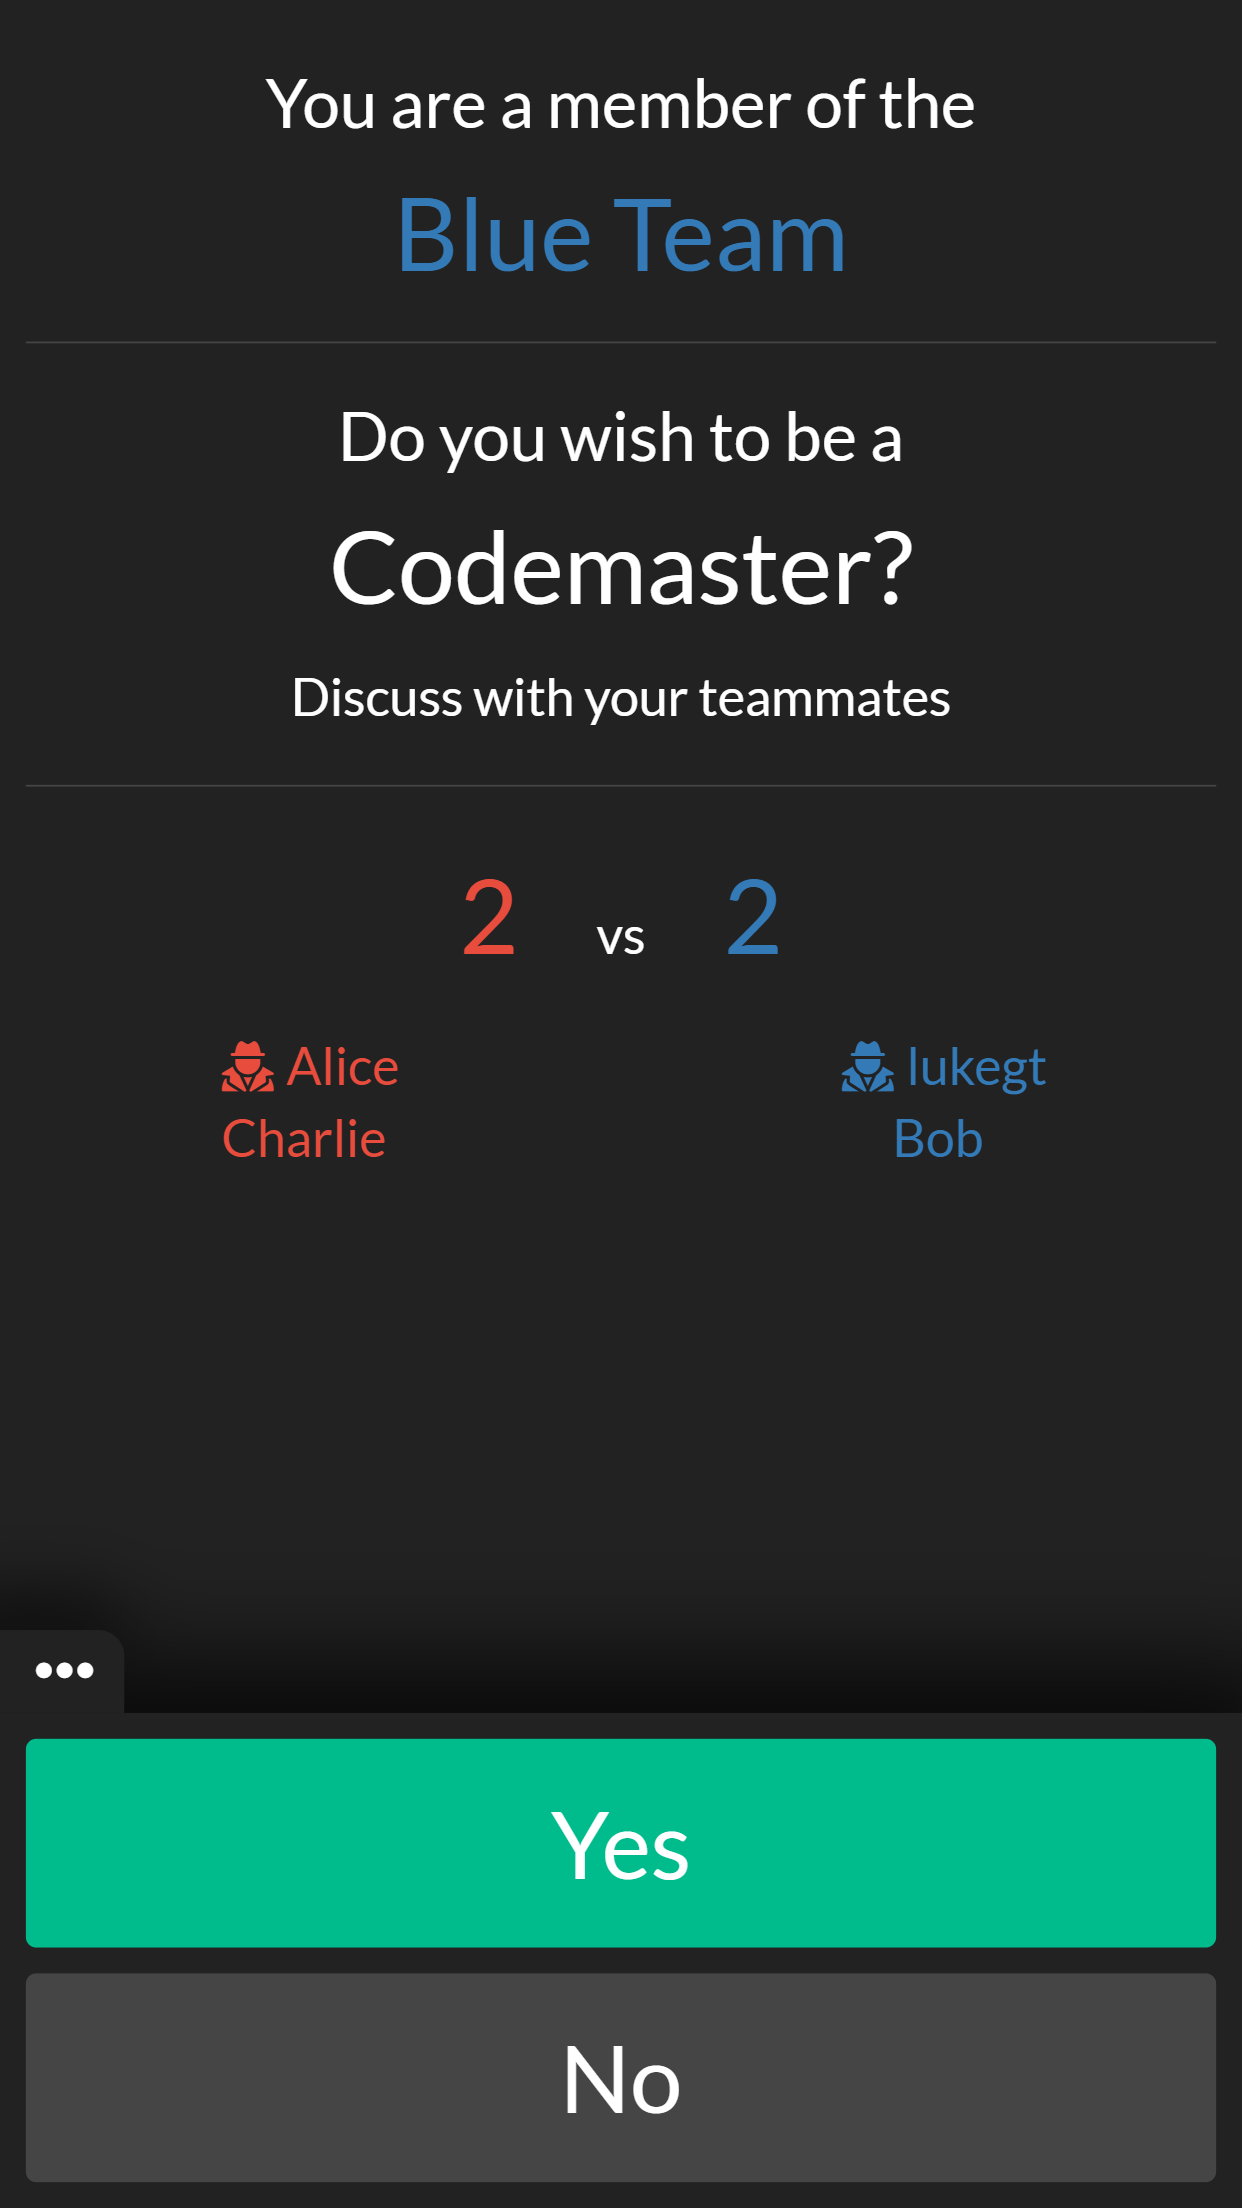 You are a member of the
Blue Team
Do you wish to be a
Codemaster?
Discuss with your teammates
2 vs 2
Alice lukegt
Charlie Bob
Yes
No